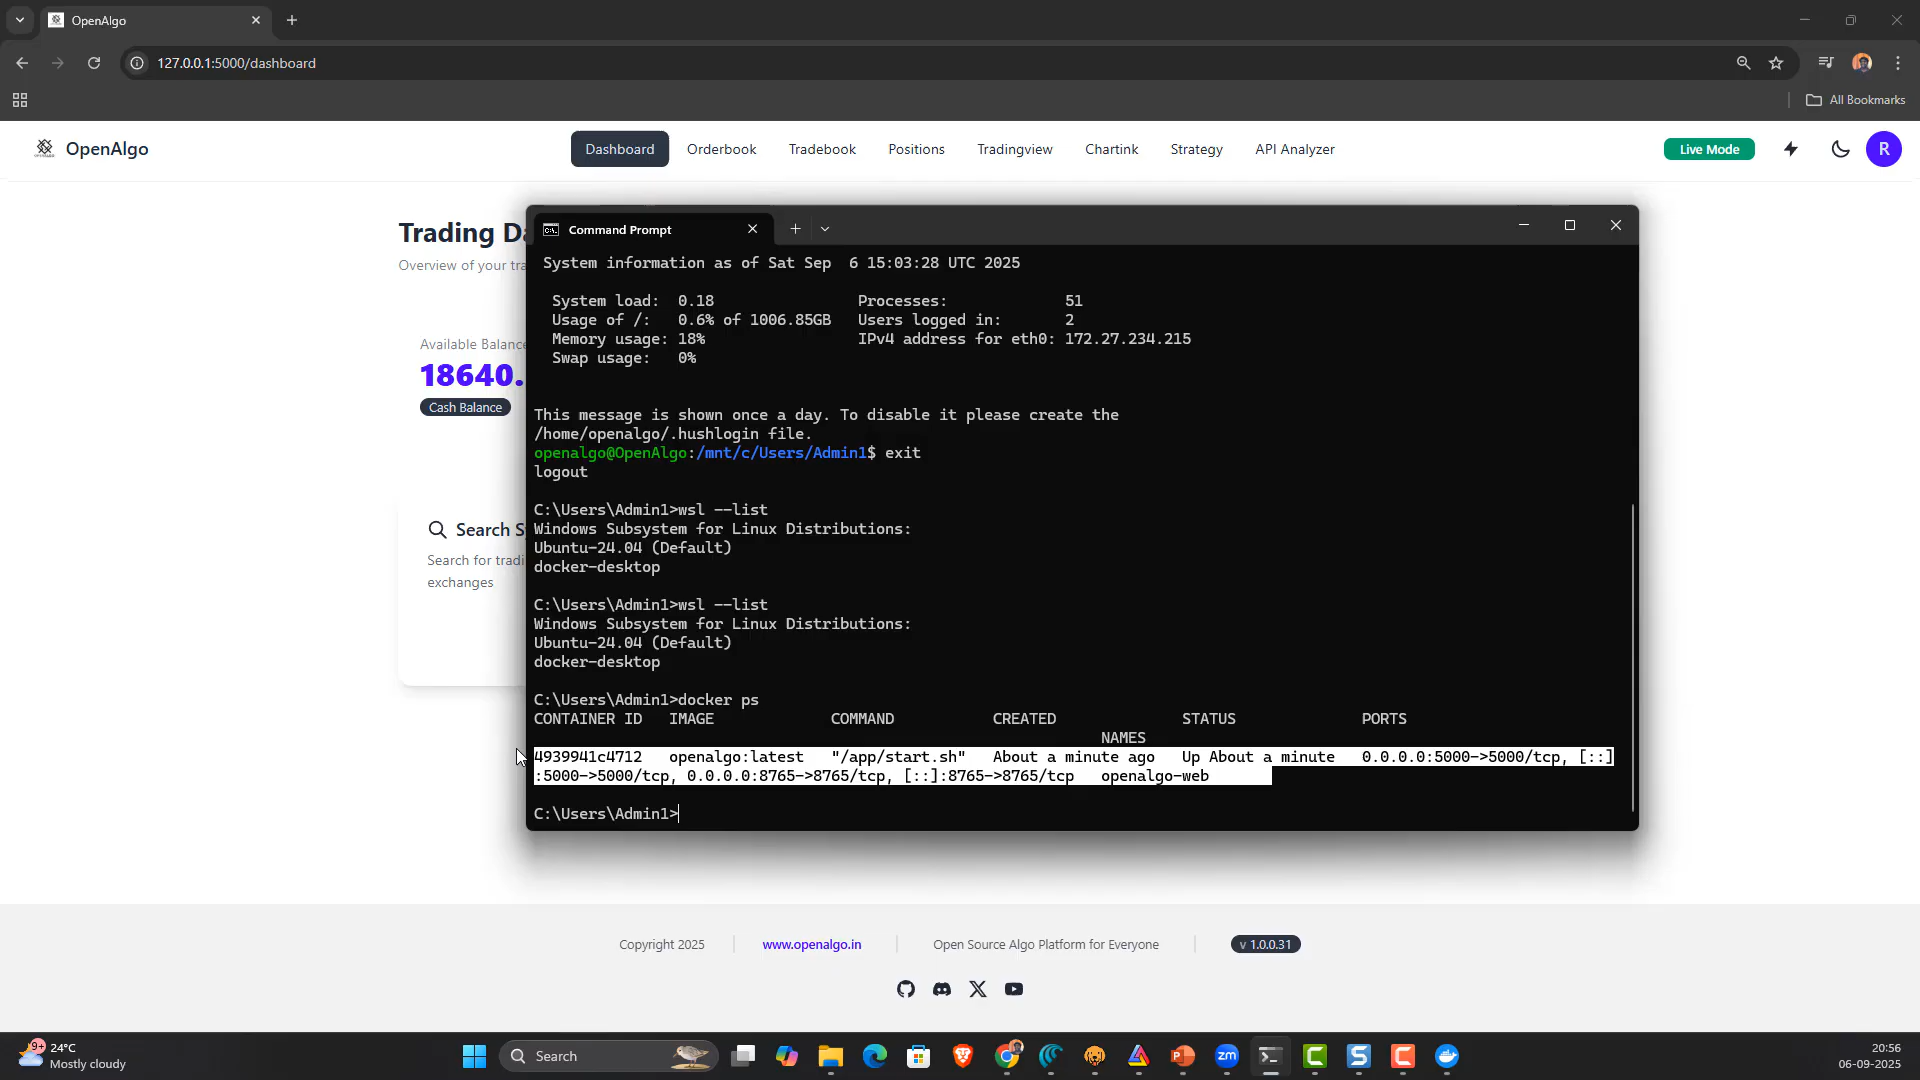 OpenAlgo
127.0.0.1:5000/dashboard
All Bookmarks
OpenAlgo
Dashboard
Orderbook
Tradebook
Positions
Tradingview
Chartink
Strategy
API Analyzer
Live Mode
R
Trading Da
Overview of your tra
Available Balance
18640.
Cash Balance
Search S
Search for tradi
exchanges
Command Prompt
System information as of Sat Sep  6 15:03:28 UTC 2025
System load:  0.18                Processes:             51
Usage of /:   0.6% of 1006.85GB   Users logged in:       2
Memory usage: 18%                 IPv4 address for eth0: 172.27.234.215
Swap usage:   0%
This message is shown once a day. To disable it please create the
/home/openalgo/.hushlogin file.
openalgo@OpenAlgo:/mnt/c/Users/Admin1$ exit
logout
C:\Users\Admin1>wsl --list
Windows Subsystem for Linux Distributions:
Ubuntu-24.04 (Default)
docker-desktop
C:\Users\Admin1>wsl --list
Windows Subsystem for Linux Distributions:
Ubuntu-24.04 (Default)
docker-desktop
C:\Users\Admin1>docker ps
CONTAINER ID   IMAGE             COMMAND           CREATED              STATUS              PORTS
NAMES
4939941c4712   openalgo:latest   "/app/start.sh"   About a minute ago   Up About a minute   0.0.0.0:5000->5000/tcp, [::]
:5000->5000/tcp, 0.0.0.0:8765->8765/tcp, [::]:8765->8765/tcp   openalgo-web
C:\Users\Admin1>
Copyright 2025
www.openalgo.in
Open Source Algo Platform for Everyone
v 1.0.0.31
9+
24°C
Mostly cloudy
Search
zm
20:56
06-09-2025